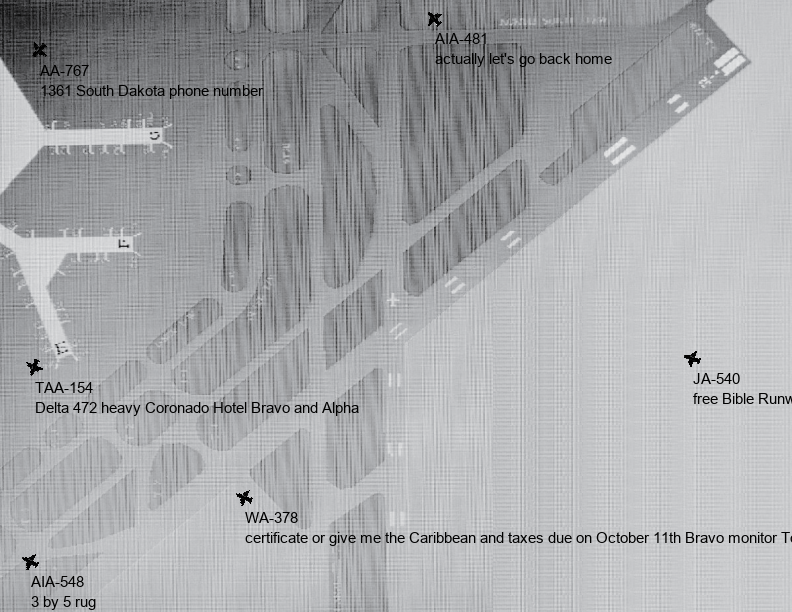 AIA-481
actually let's go back home
AA-767
1361 South Dakota phone number
G
F
E
TAA-154
Delta 472 heavy Coronado Hotel Bravo and Alpha
JA-540
free Bible Runw
WA-378
certificate or give me the Caribbean and taxes due on October 11th Bravo monitor
AIA-548
3 by 5 rug